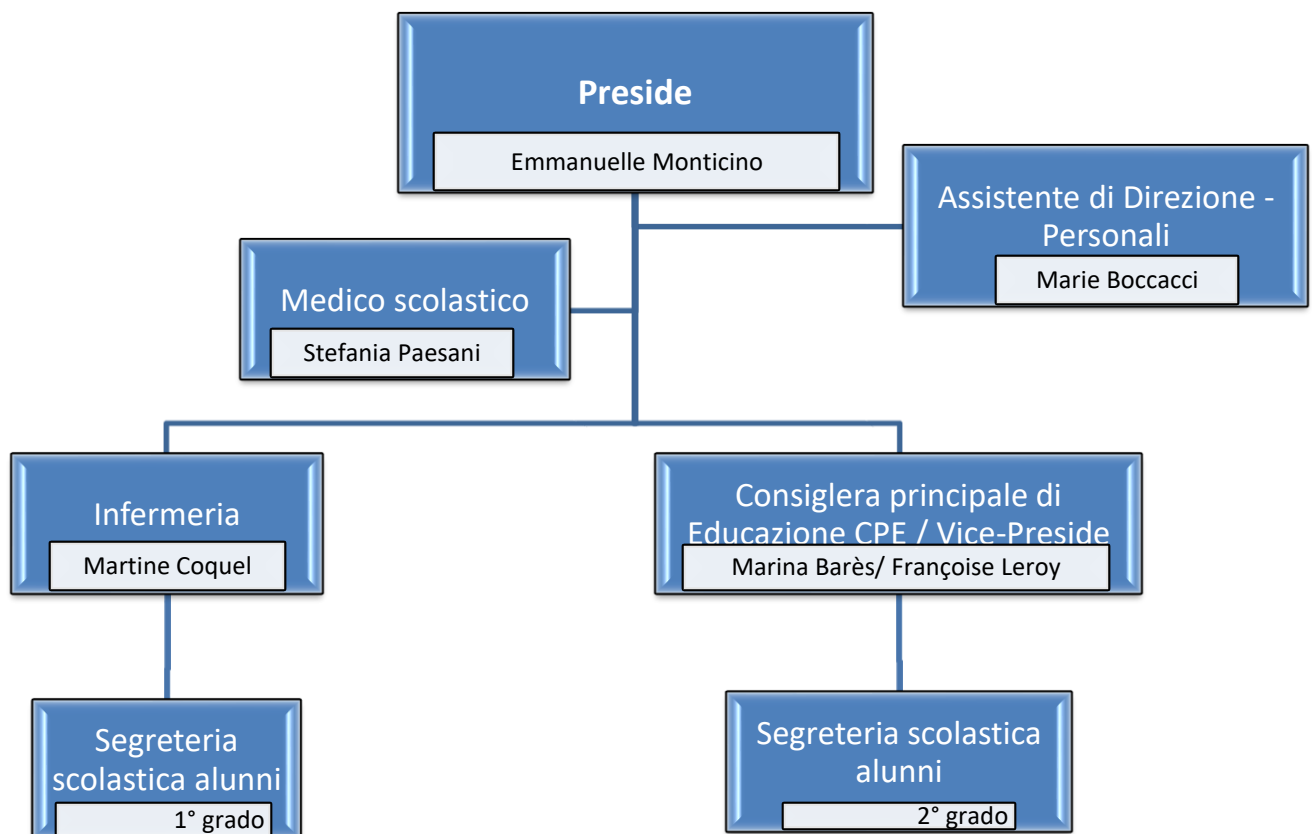 Preside
Emmanuelle Monticino
Assistente di Direzione -
Personali
Marie Boccacci
Medico scolastico
Stefania Paesani
Infermeria
Martine Coquel
Consiglera principale di
Educazione CPE / Vice-Preside
Marina Barès/ Françoise Leroy
Segreteria
scolastica alunni
1° grado
Segreteria scolastica
alunni
2° grado